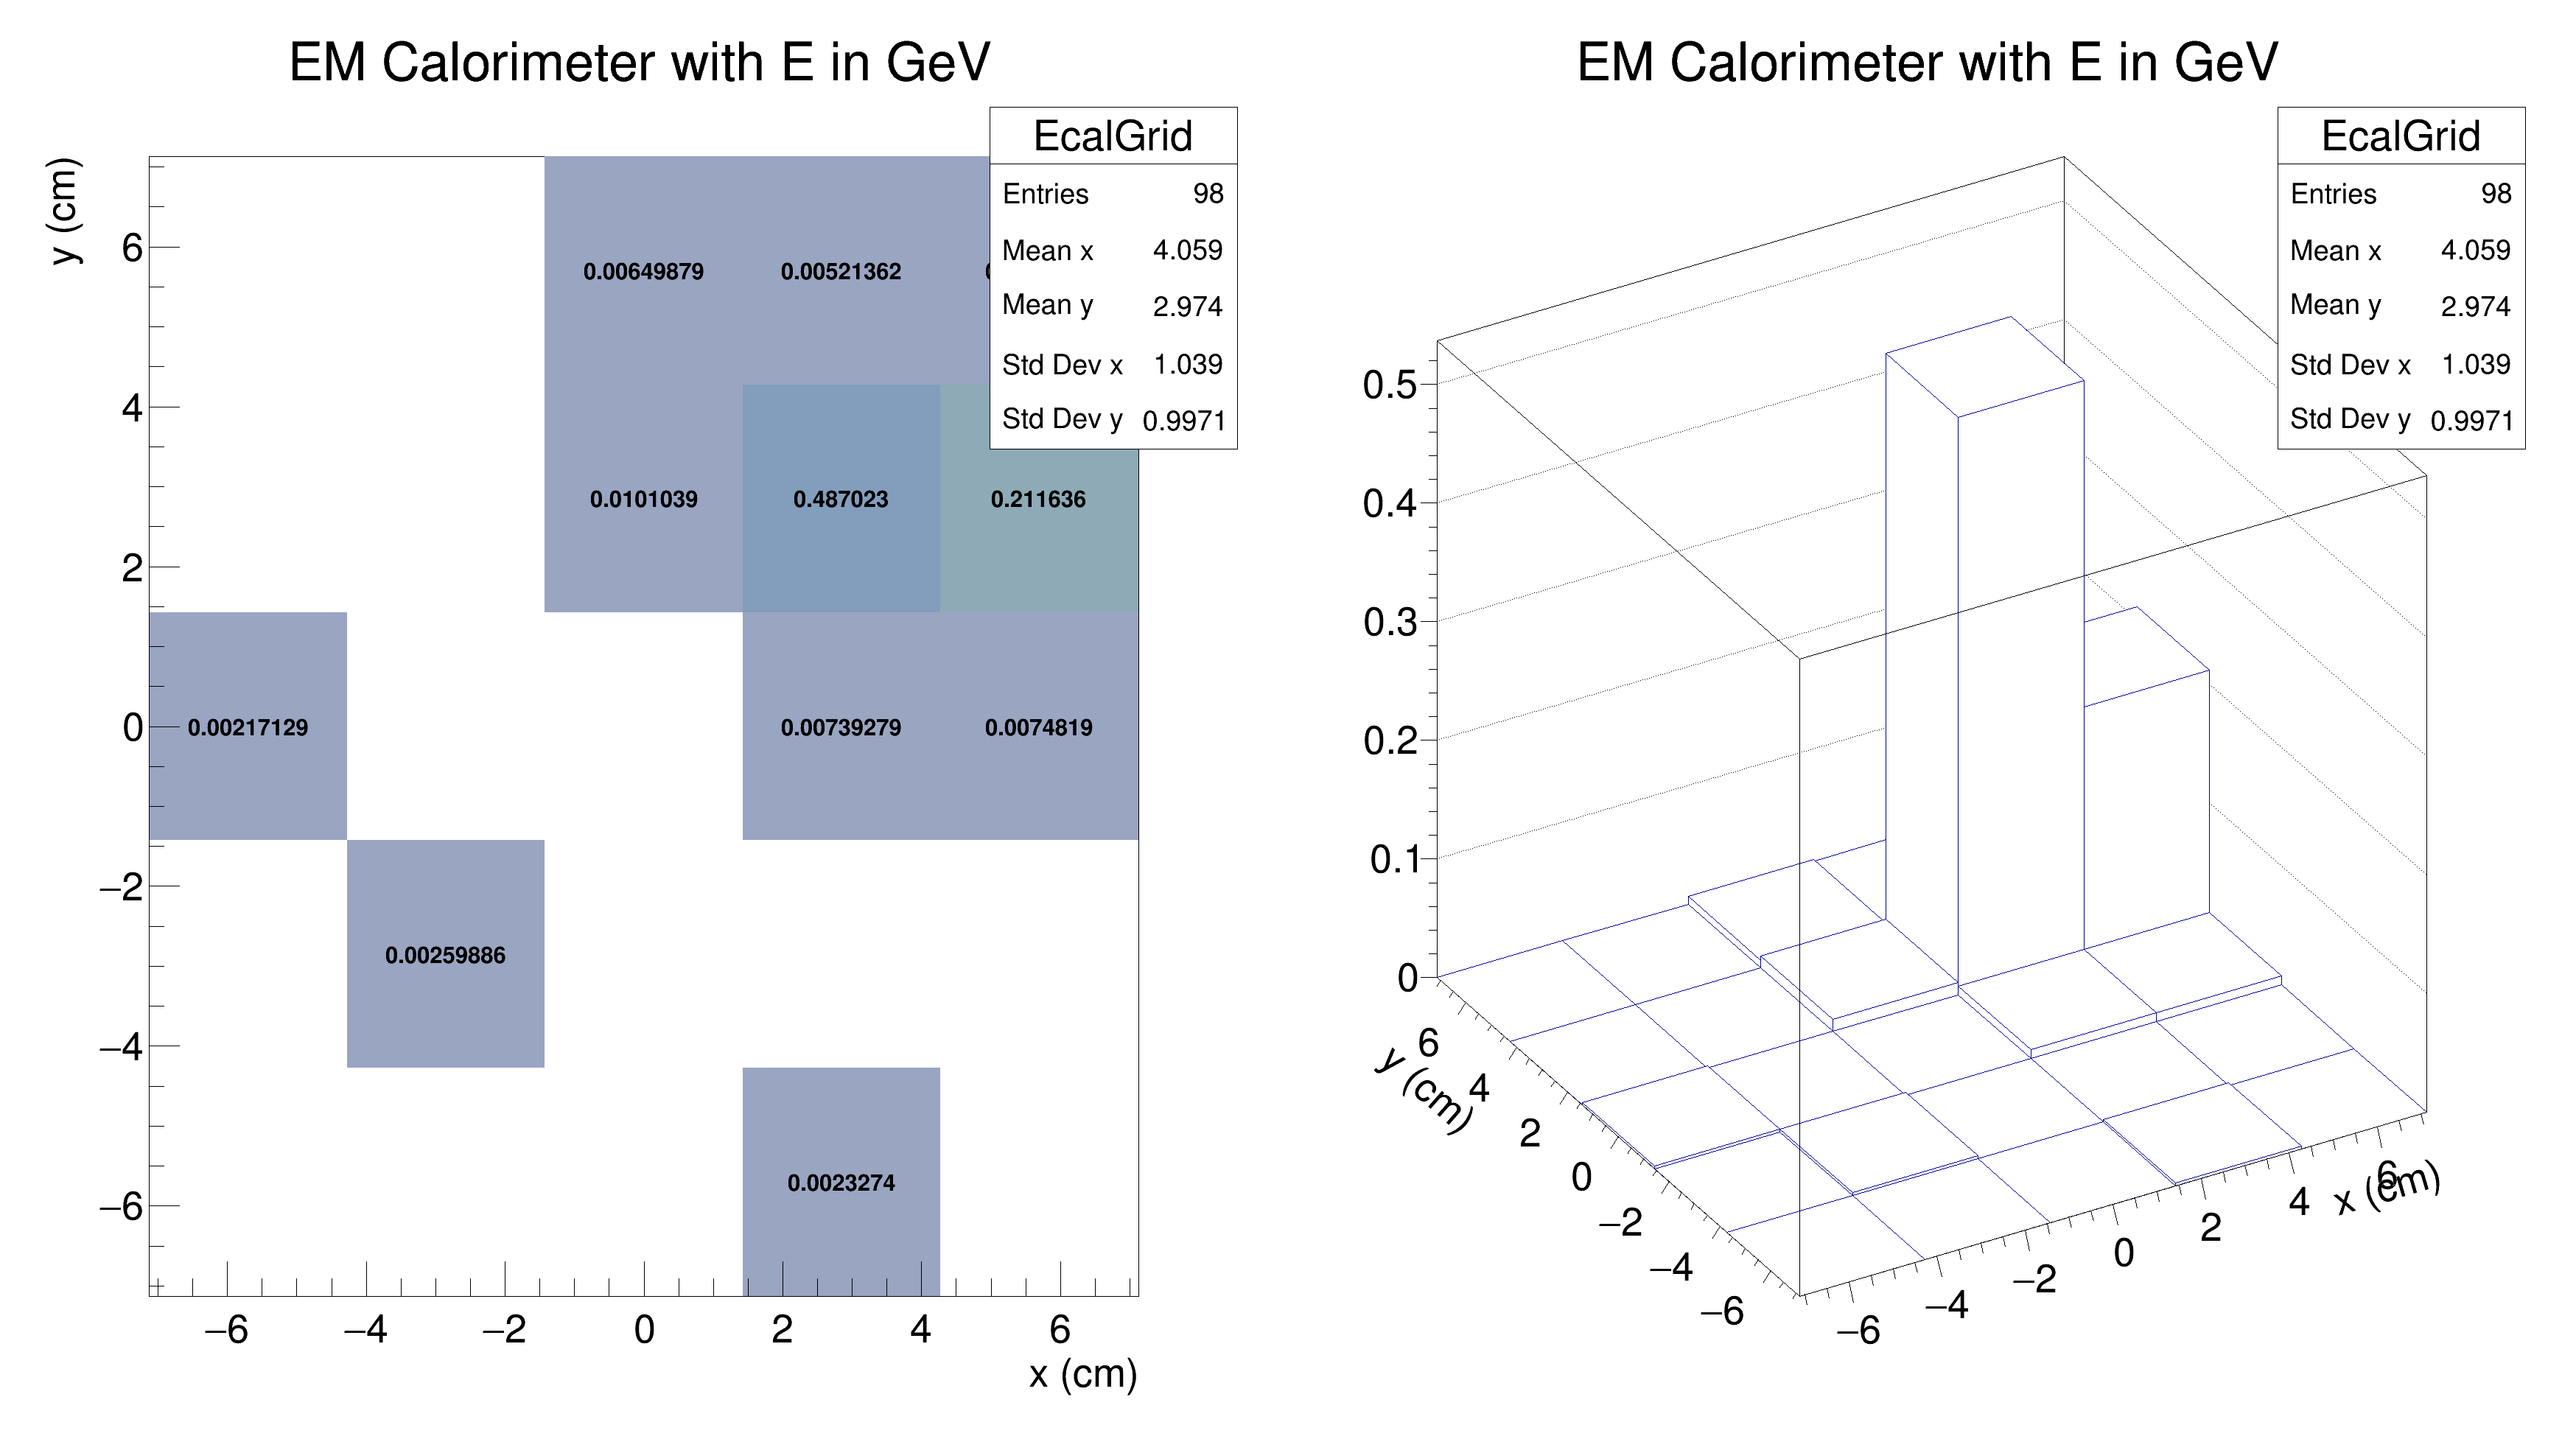 EM Calorimeter with E in GeV
EcalGrid
Entries 98
Mean x 4.059
Mean y 2.974
Std Dev x 1.039
Std Dev y 0.9971
y (cm)
6
4
2
0
−2
−4
−6
0.00649879 0.00521362
0.0101039 0.487023 0.211636
0.00217129 0.00739279 0.0074819
0.00259886
0.0023274
−6 −4 −2 0 2 4 6
x (cm)
EM Calorimeter with E in GeV
EcalGrid
Entries 98
Mean x 4.059
Mean y 2.974
Std Dev x 1.039
Std Dev y 0.9971
0.5
0.4
0.3
0.2
0.1
0
6
4
2
0
−2
−4
−6
y (cm)
−6
−4
−2
0
2
4
6
x (cm)